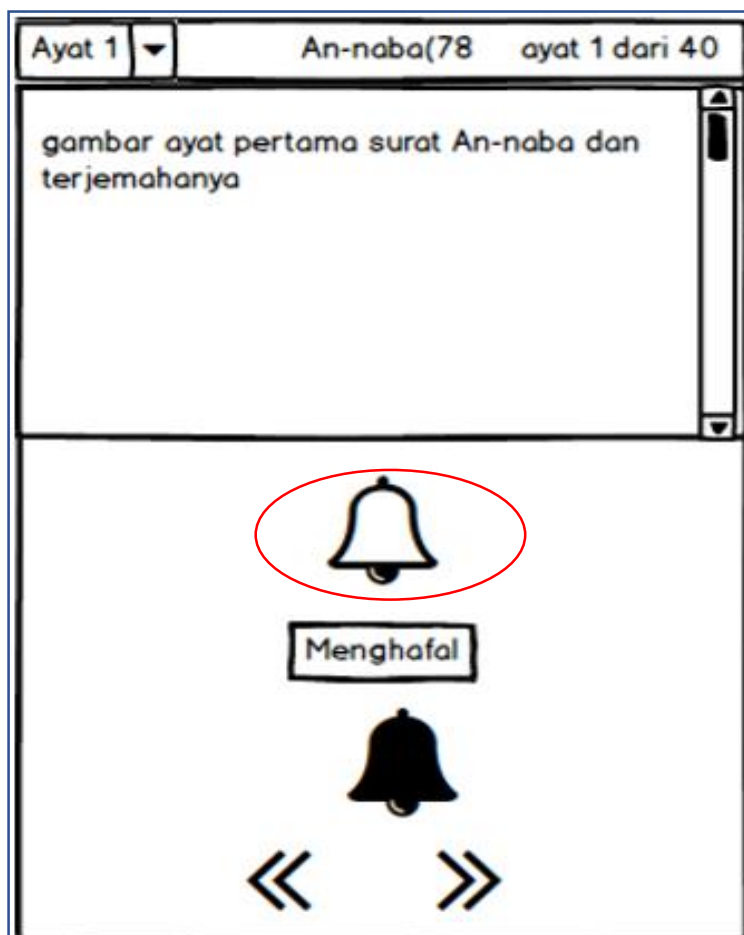 Ayat 1 An-naba(78 ayat 1 dari 40
gambar ayat pertama surat An-naba dan
terjemahanya
Menghafal